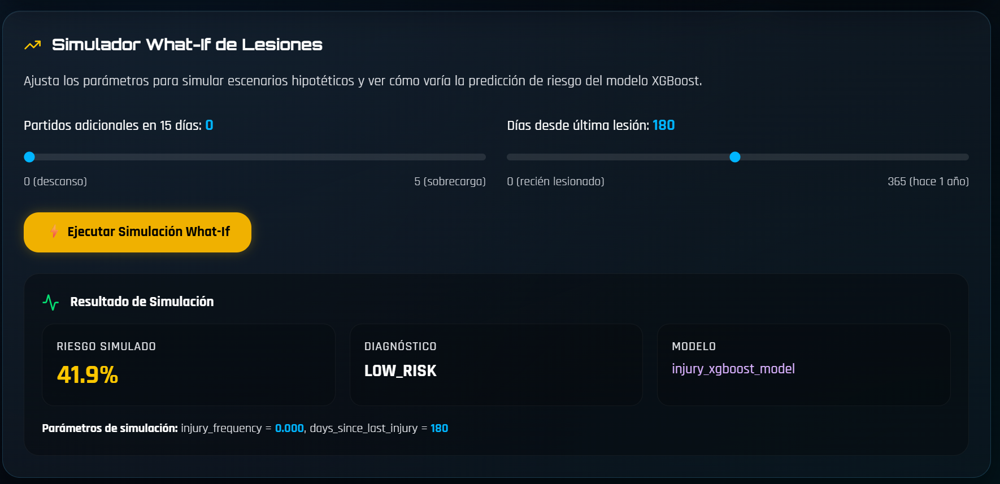 Simulador What-If de Lesiones
Ajusta los parámetros para simular escenarios hipotéticos y ver cómo varía la predicción de riesgo del modelo XGBoost.
Partidos adicionales en 15 días: 0
0 (descanso) 5 (sobrecarga)
Días desde última lesión: 180
0 (recién lesionado) 365 (hace 1 año)
Ejecutar Simulación What-If
Resultado de Simulación
RIESGO SIMULADO
41.9%
DIAGNÓSTICO
LOW_RISK
MODELO
injury_xgboost_model
Parámetros de simulación: injury_frequency = 0.000, days_since_last_injury = 180